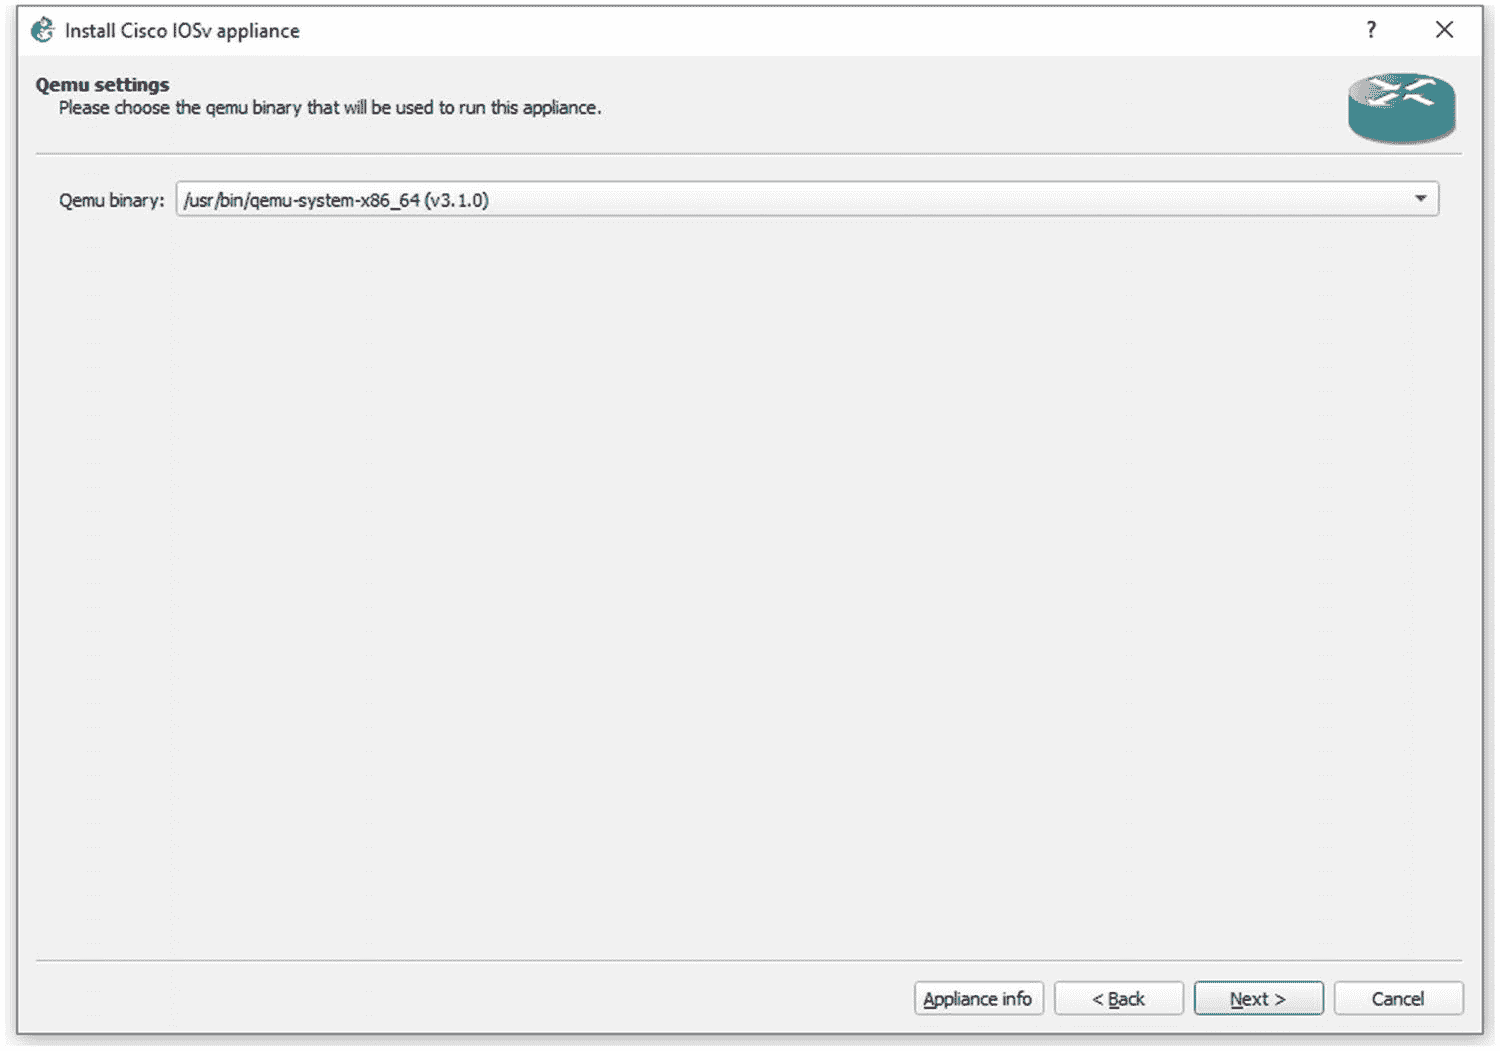 Install Cisco IOSv appliance
?
Qemu settings
Please choose the qemu binary that will be used to run this appliance.
Qemu binary: /usr/bin/qemu-system-x86_64 (v3.1.0)
Appliance info < Back Next > Cancel